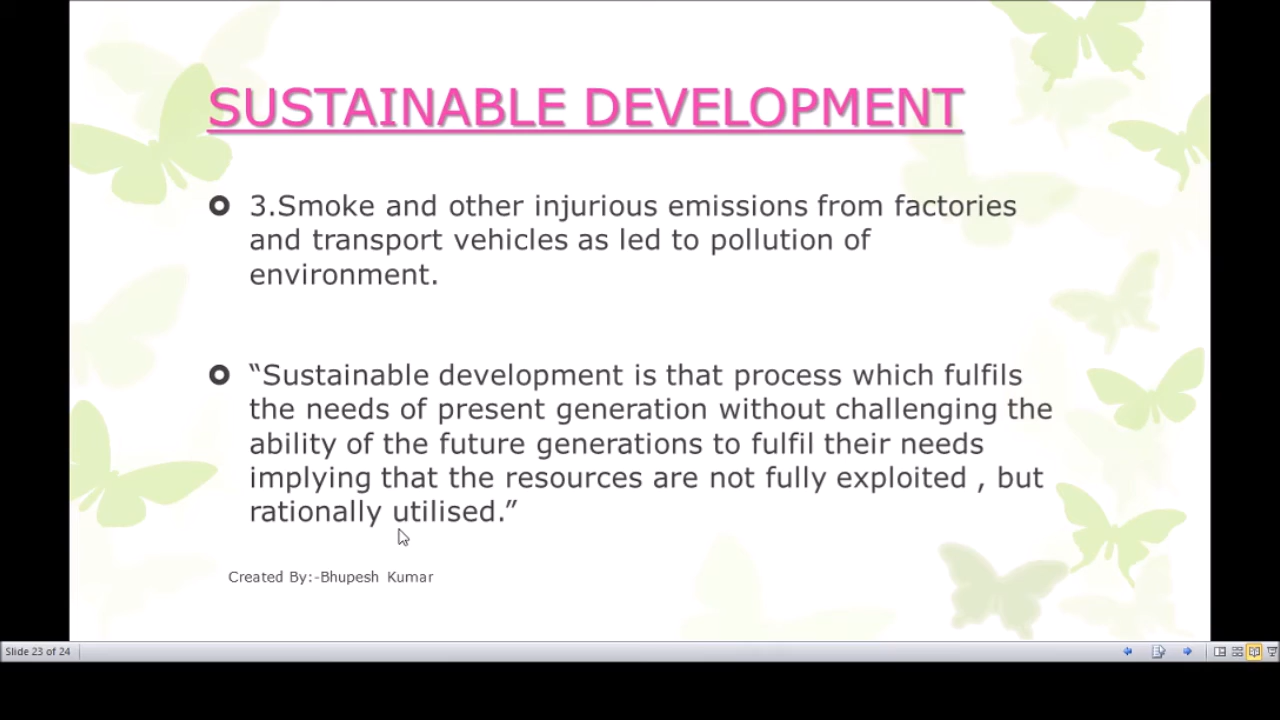 SUSTAINABLE DEVELOPMENT
3.Smoke and other injurious emissions from factories
and transport vehicles as led to pollution of
environment.
“Sustainable development is that process which fulfils
the needs of present generation without challenging the
ability of the future generations to fulfil their needs
implying that the resources are not fully exploited , but
rationally utilised.”
Created By:-Bhupesh Kumar
Slide 23 of 24